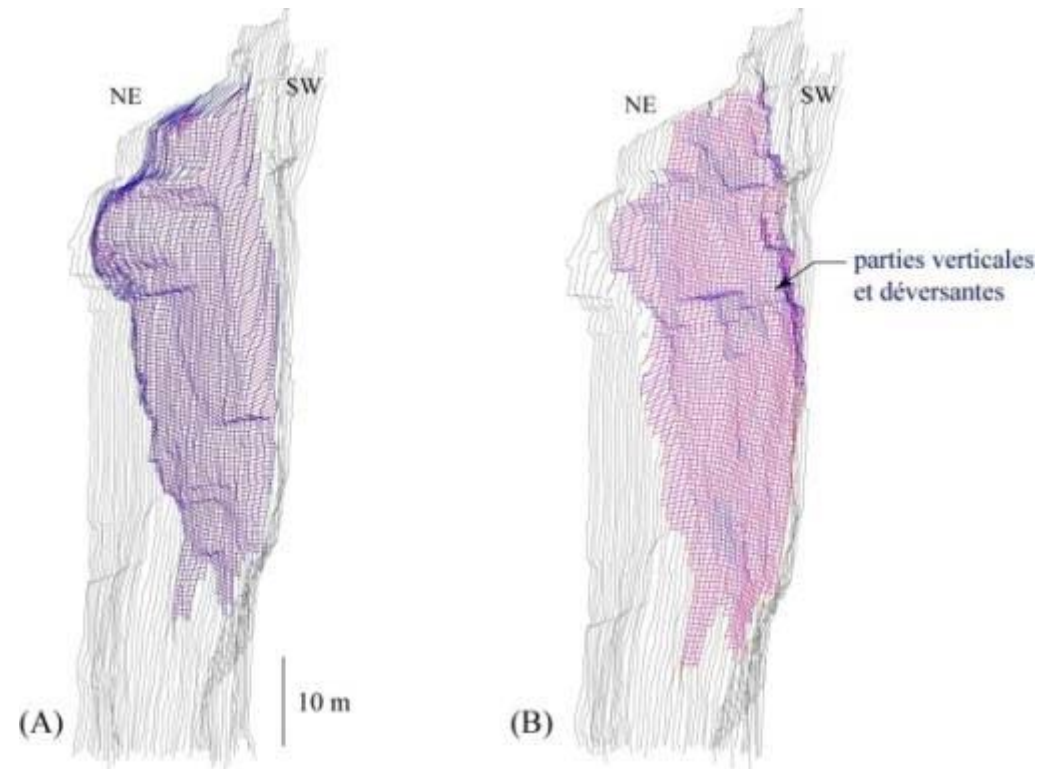 NE
SW
(A)
10 m
NE
SW
parties verticales
et déversantes
(B)